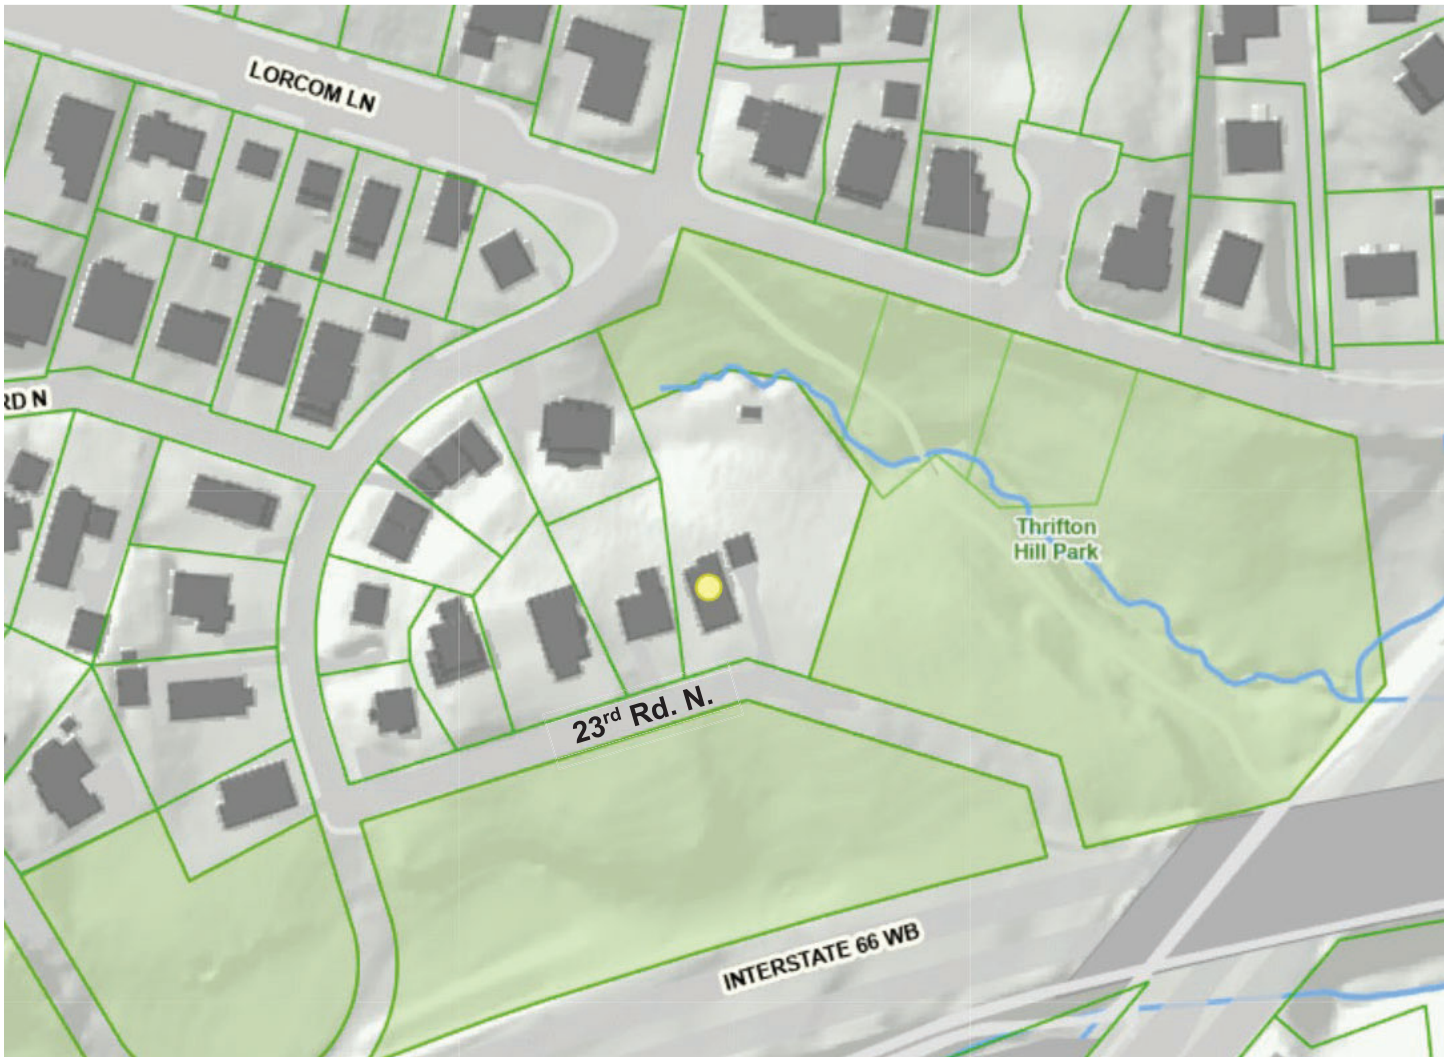 LORCOM LN
RD N
Thrifton
Hill Park
23rd Rd. N.
INTERSTATE 66 WB